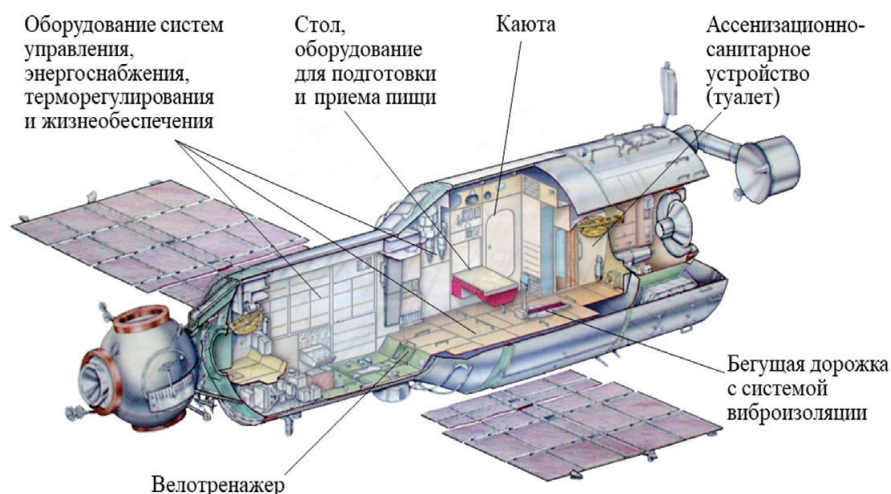 Оборудование систем
управления,
энергоснабжения,
терморегулирования
и жизнеобеспечения
Стол,
оборудование
для подготовки
и приема пищи
Каюта
Ассенизационно-
санитарное
устройство
(туалет)
Бегущая дорожка
с системой
виброизоляции
Велотренажер